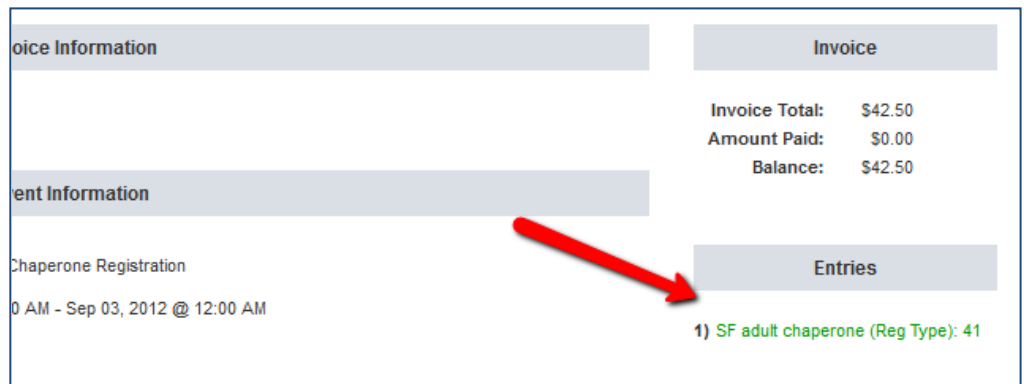 oice Information
Invoice
Invoice Total: $42.50
Amount Paid: $0.00
Balance: $42.50
ent Information
Chaperone Registration
0 AM - Sep 03, 2012 @ 12:00 AM
Entries
1) SF adult chaperone (Reg Type): 41